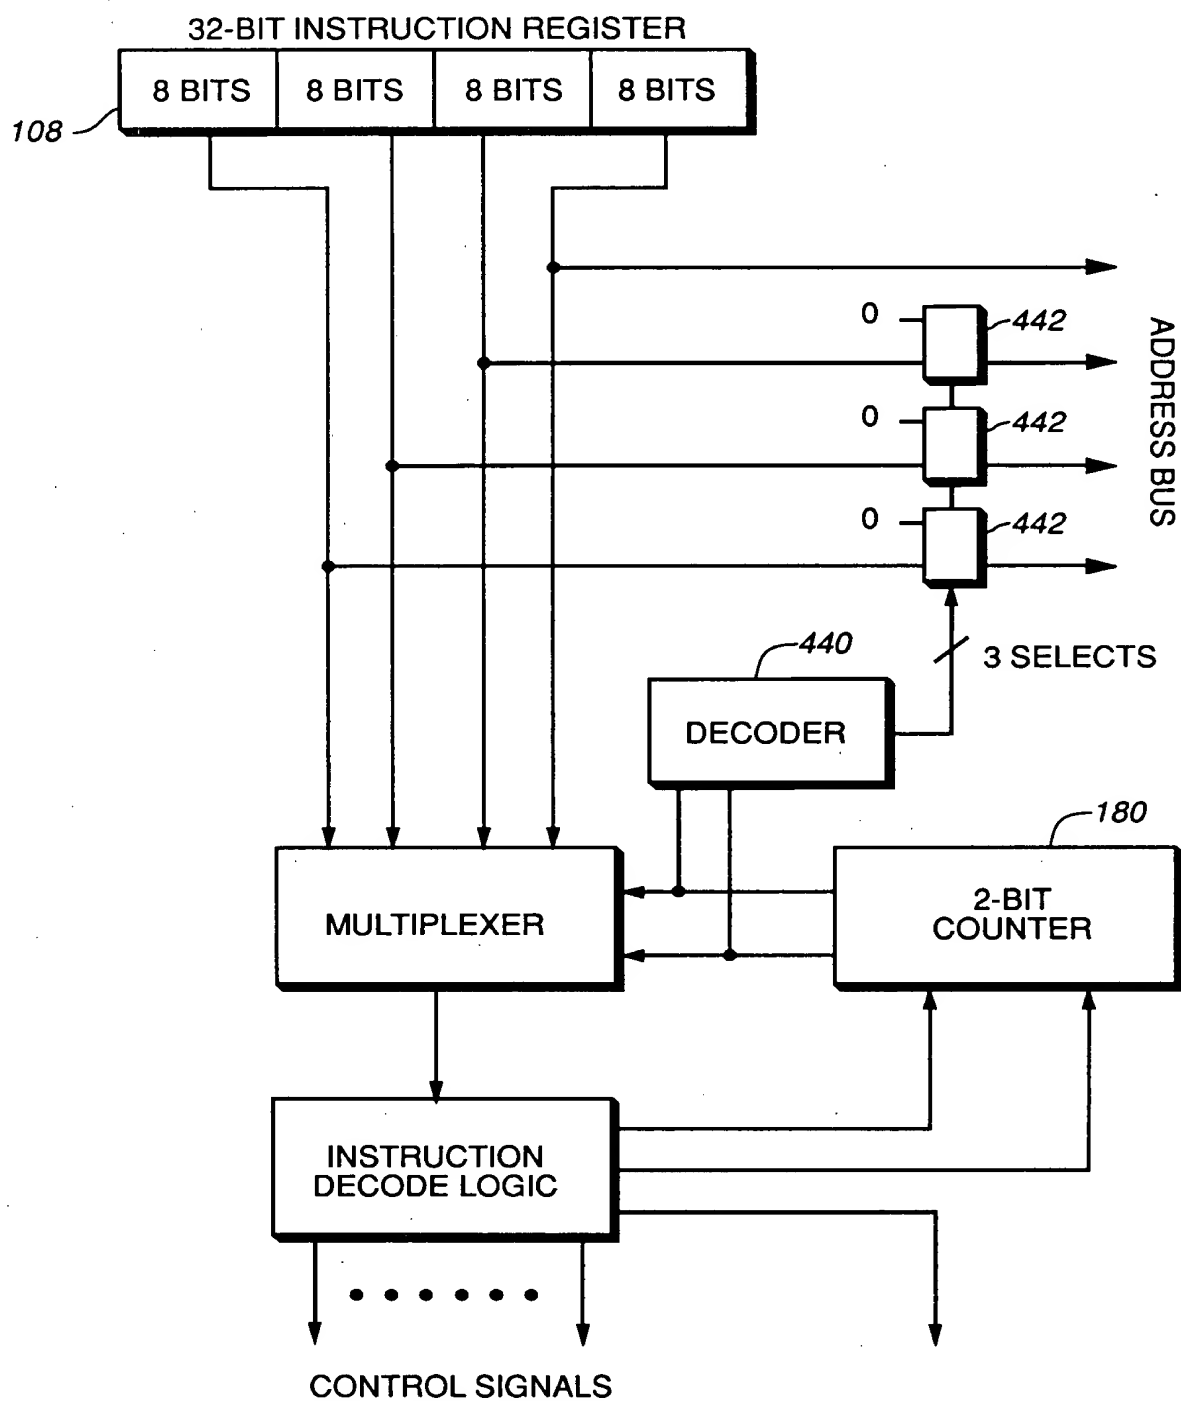 32-BIT INSTRUCTION REGISTER
8 BITS 8 BITS 8 BITS 8 BITS
108
0 442
0 442
0 442
ADDRESS BUS
3 SELECTS
440
DECODER
180
MULTIPLEXER
2-BIT
COUNTER
INSTRUCTION
DECODE LOGIC
CONTROL SIGNALS